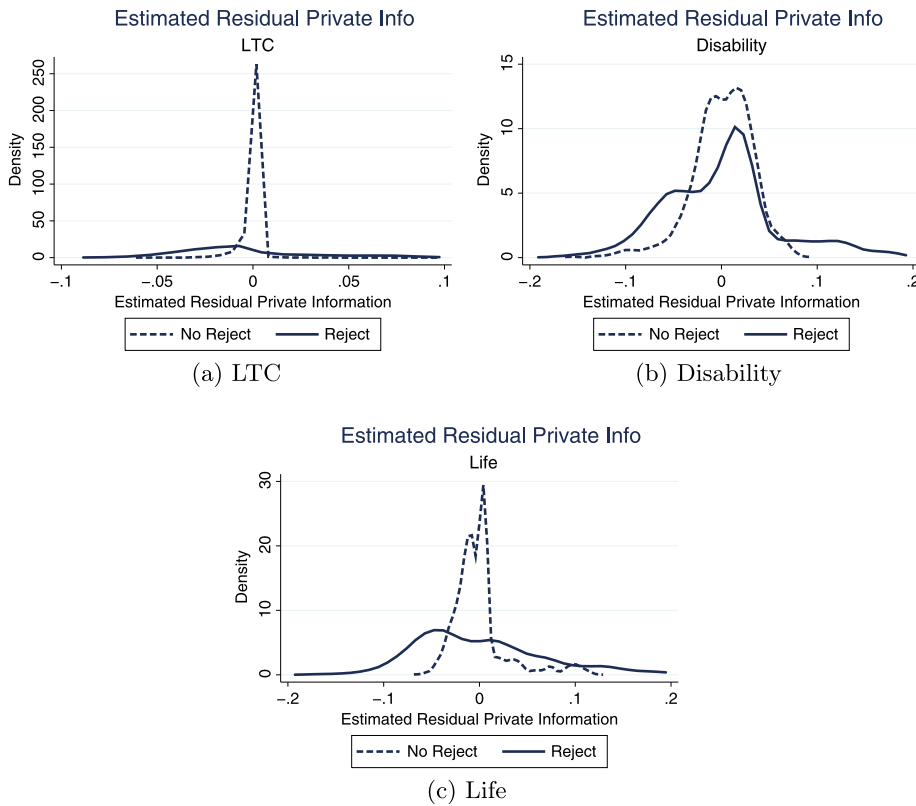 Estimated Residual Private Info
LTC
Density
250
200
150
100
50
0
-.1
-.05
0
.05
.1
Estimated Residual Private Information
No Reject
Reject
(a) LTC
Estimated Residual Private Info
Disability
Density
15
10
5
0
-.2
-.1
0
.1
.2
Estimated Residual Private Information
No Reject
Reject
(b) Disability
Estimated Residual Private Info
Life
Density
30
20
10
0
-.2
-.1
0
.1
.2
Estimated Residual Private Information
No Reject
Reject
(c) Life